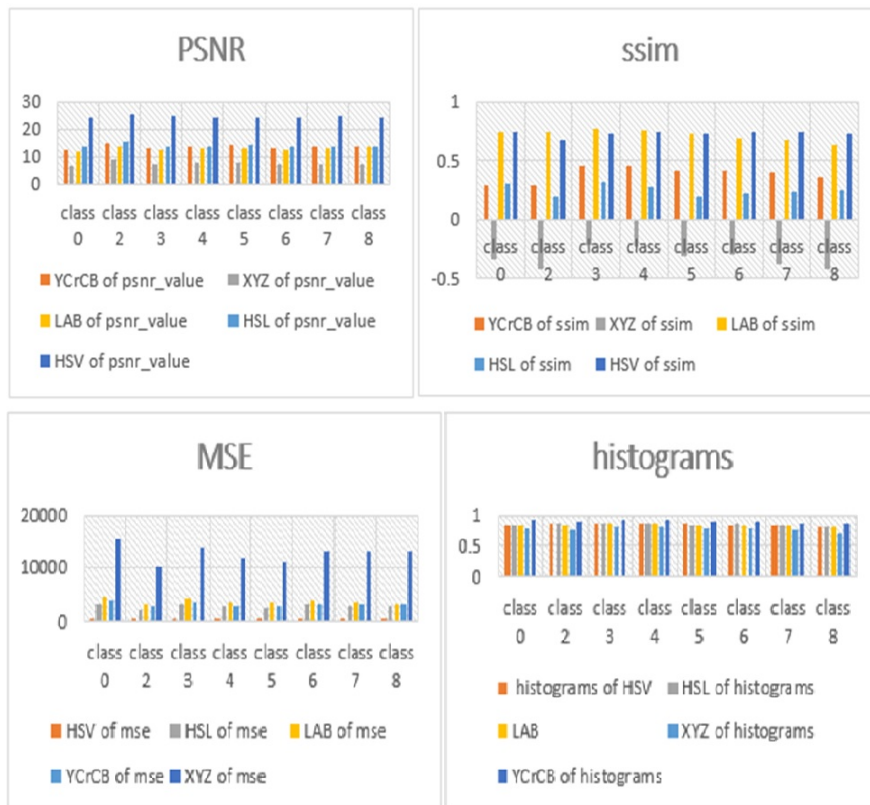 PSNR
30
20
10
0
class class class class class class class class
0 2 3 4 5 6 7 8
YCrCB of psnr_value XYZ of psnr_value
LAB of psnr_value HSL of psnr_value
HSV of psnr_value
ssim
1
0.5
0
-0.5
class class class class class class class class
0 2 3 4 5 6 7 8
YCrCB of ssim XYZ of ssim LAB of ssim
HSL of ssim HSV of ssim
MSE
20000
10000
0
class class class class class class class class
0 2 3 4 5 6 7 8
HSV of mse HSL of mse LAB of mse
YCrCB of mse XYZ of mse
histograms
1
0.5
0
class class class class class class class class
0 2 3 4 5 6 7 8
histograms of HSV HSL of histograms
LAB XYZ of histograms
YCrCB of histograms